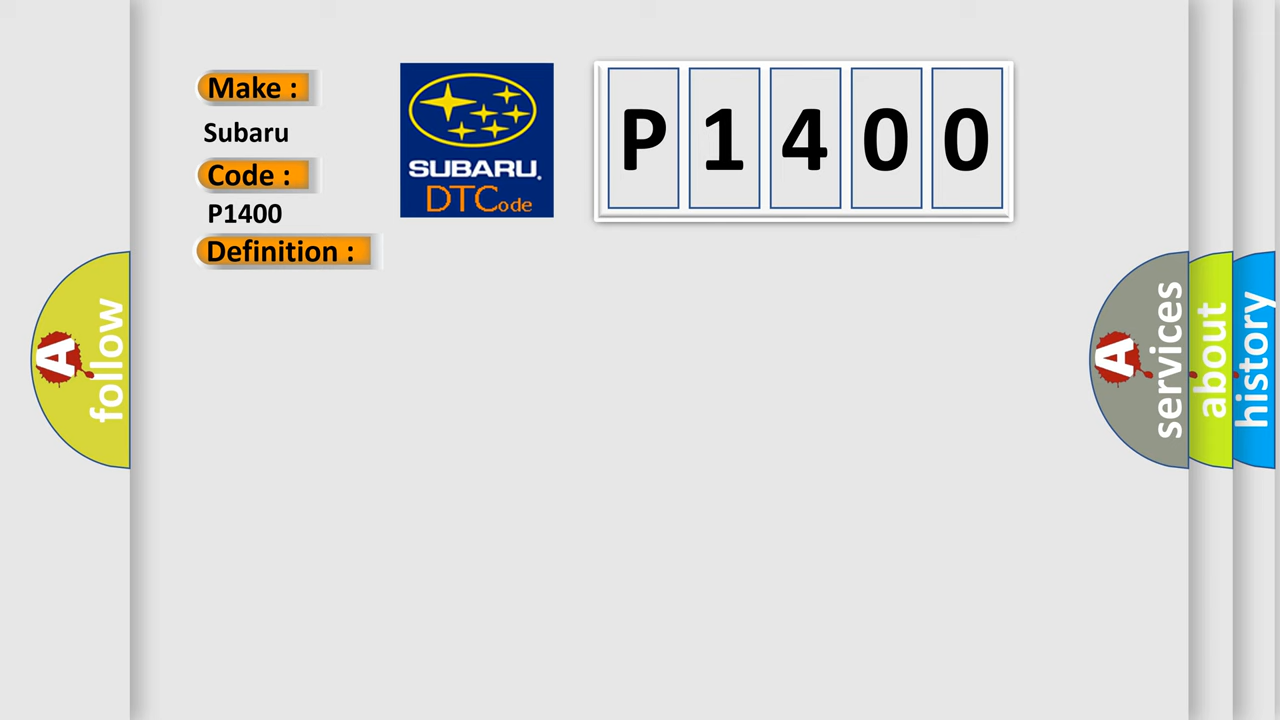 Make :
Subaru
Code :
P1400
Definition :
SUBARU.
DTCode
P 1 4 0 0
A
follow
A
services
about
history